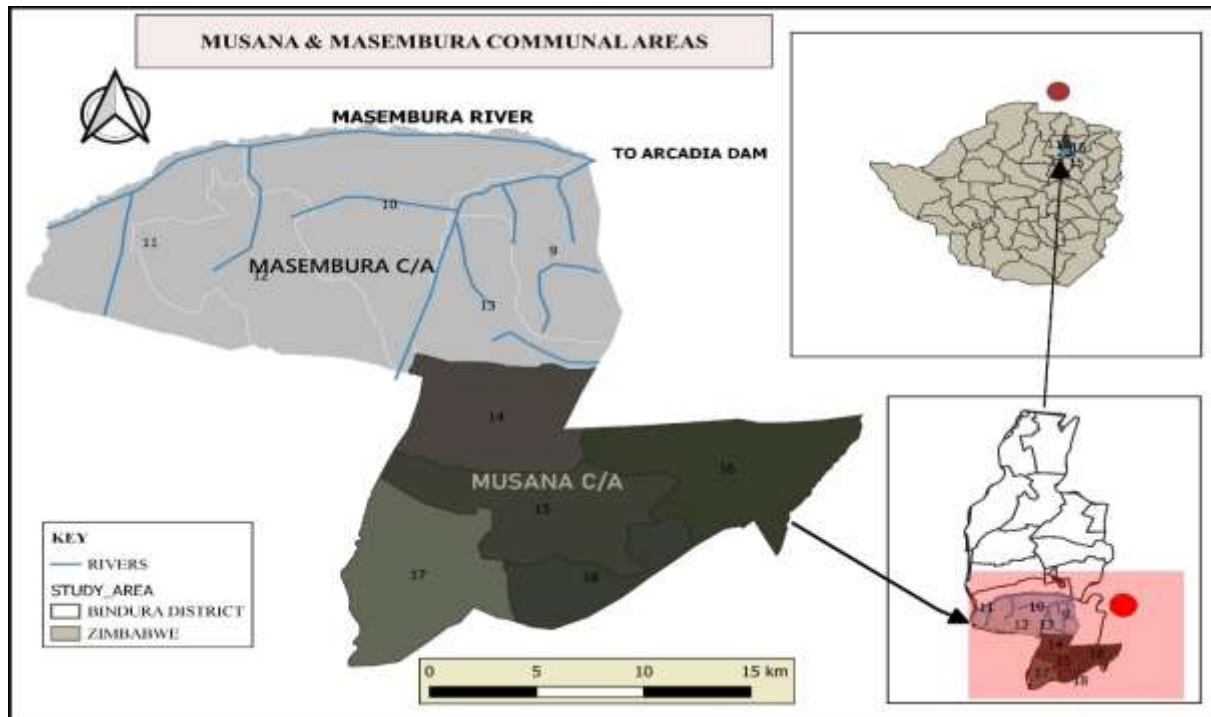 MUSANA & MASEMBURA COMMUNAL AREAS
MASEMBURA RIVER
TO ARCADIA DAM
10
11
9
MASEMBURA C/A
12
13
14
MUSANA C/A
16
15
17
18
KEY
RIVERS
STUDY_AREA
BINDURA DISTRICT
ZIMBABWE
0 5 10 15 km
15
11
10
9
12
13
14
15
16
17
18